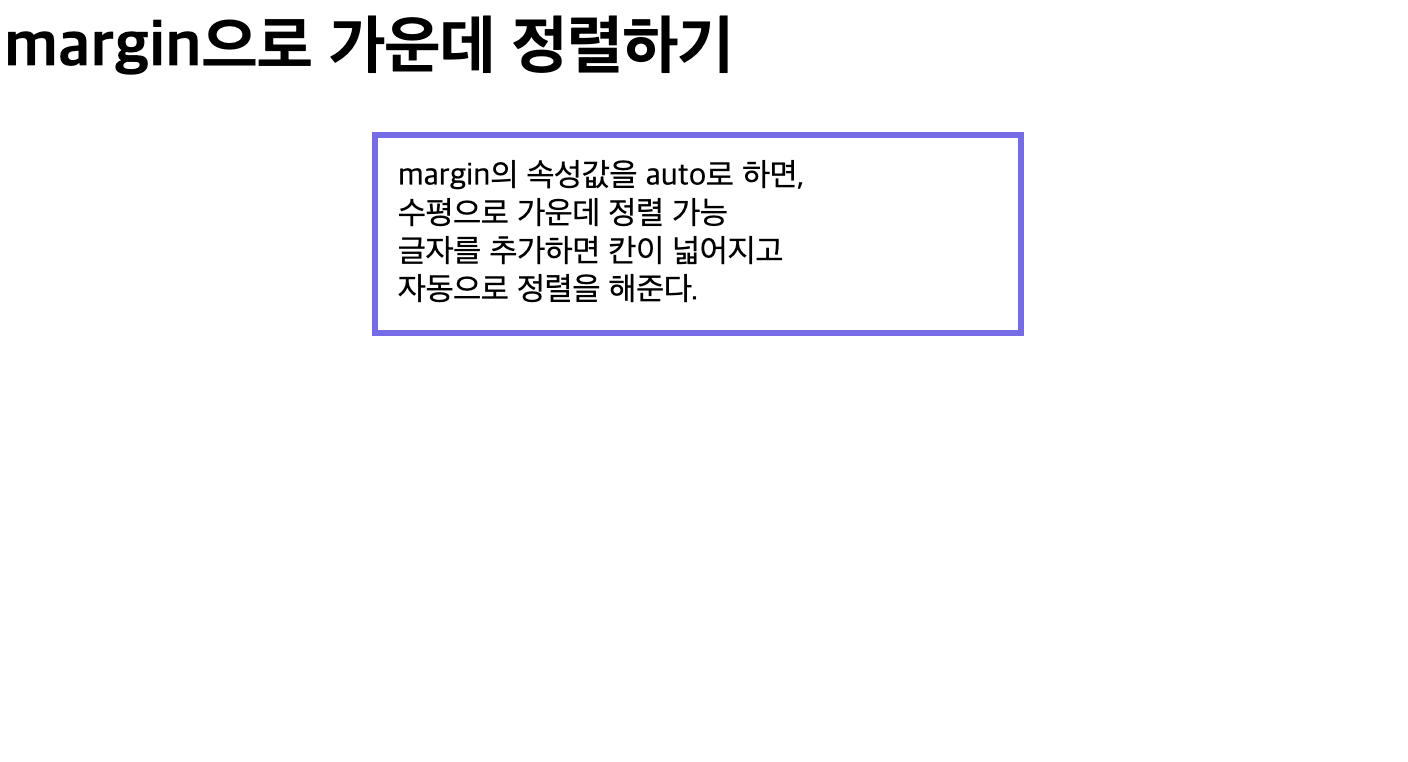 margin으로 가운데 정렬하기
margin의 속성값을 auto로 하면,
수평으로 가운데 정렬 가능
글자를 추가하면 칸이 넓어지고
자동으로 정렬을 해준다.